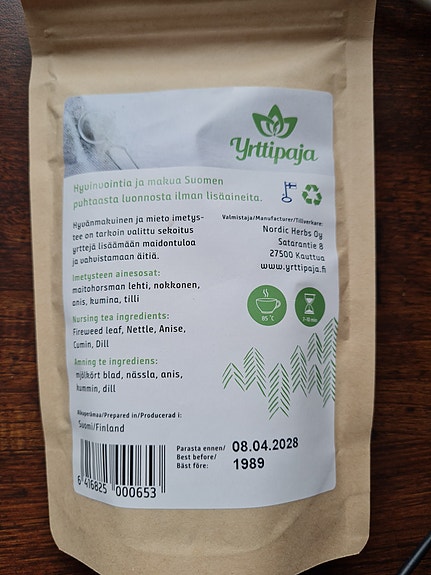 Yrttipaja
Hyvinvointia ja makua Suomen
puhtaasta luonnosta ilman lisäaineita.
Hyvänmakuinen ja mieto imetys-
tee on tarkoin valittu sekoitus
yrttejä lisäämään maidontuloa
ja vahvistamaan äitiä.
Valmistaja/Manufacturer/Tillverkare:
Nordic Herbs Oy
Satarantie 8
27500 Kauttua
www.yrttipaja.fi
Imetysteen ainesosat:
maitohorsman lehti, nokkonen,
anis, kumina, tilli
85 °C
7-10 min
Nursing tea ingredients:
Fireweed leaf, Nettle, Anise,
Cumin, Dill
Amning te ingrediens:
mjölkört blad, nässla, anis,
kummin, dill
Alkuperämaa/Prepared in/Producerad i:
Suomi/Finland
Parasta ennen/
Best before/
Bäst före:
08.04.2028
1989
6 416825 000653